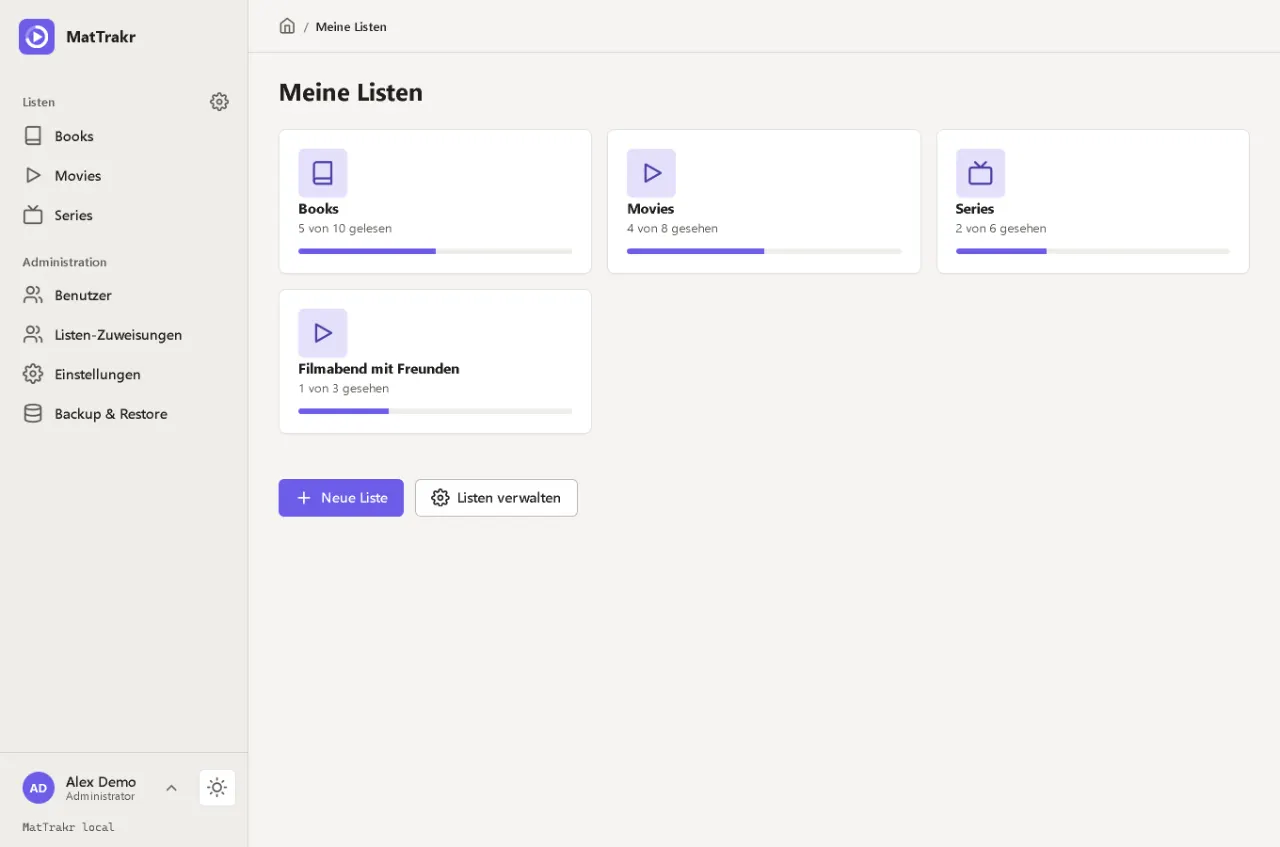 MatTrakr
Listen
Books
Movies
Series
Administration
Benutzer
Listen-Zuweisungen
Einstellungen
Backup & Restore
AD
Alex Demo
Administrator
MatTrakr local
/ Meine Listen
Meine Listen
Books
5 von 10 gelesen
Movies
4 von 8 gesehen
Series
2 von 6 gesehen
Filmabend mit Freunden
1 von 3 gesehen
Neue Liste
Listen verwalten